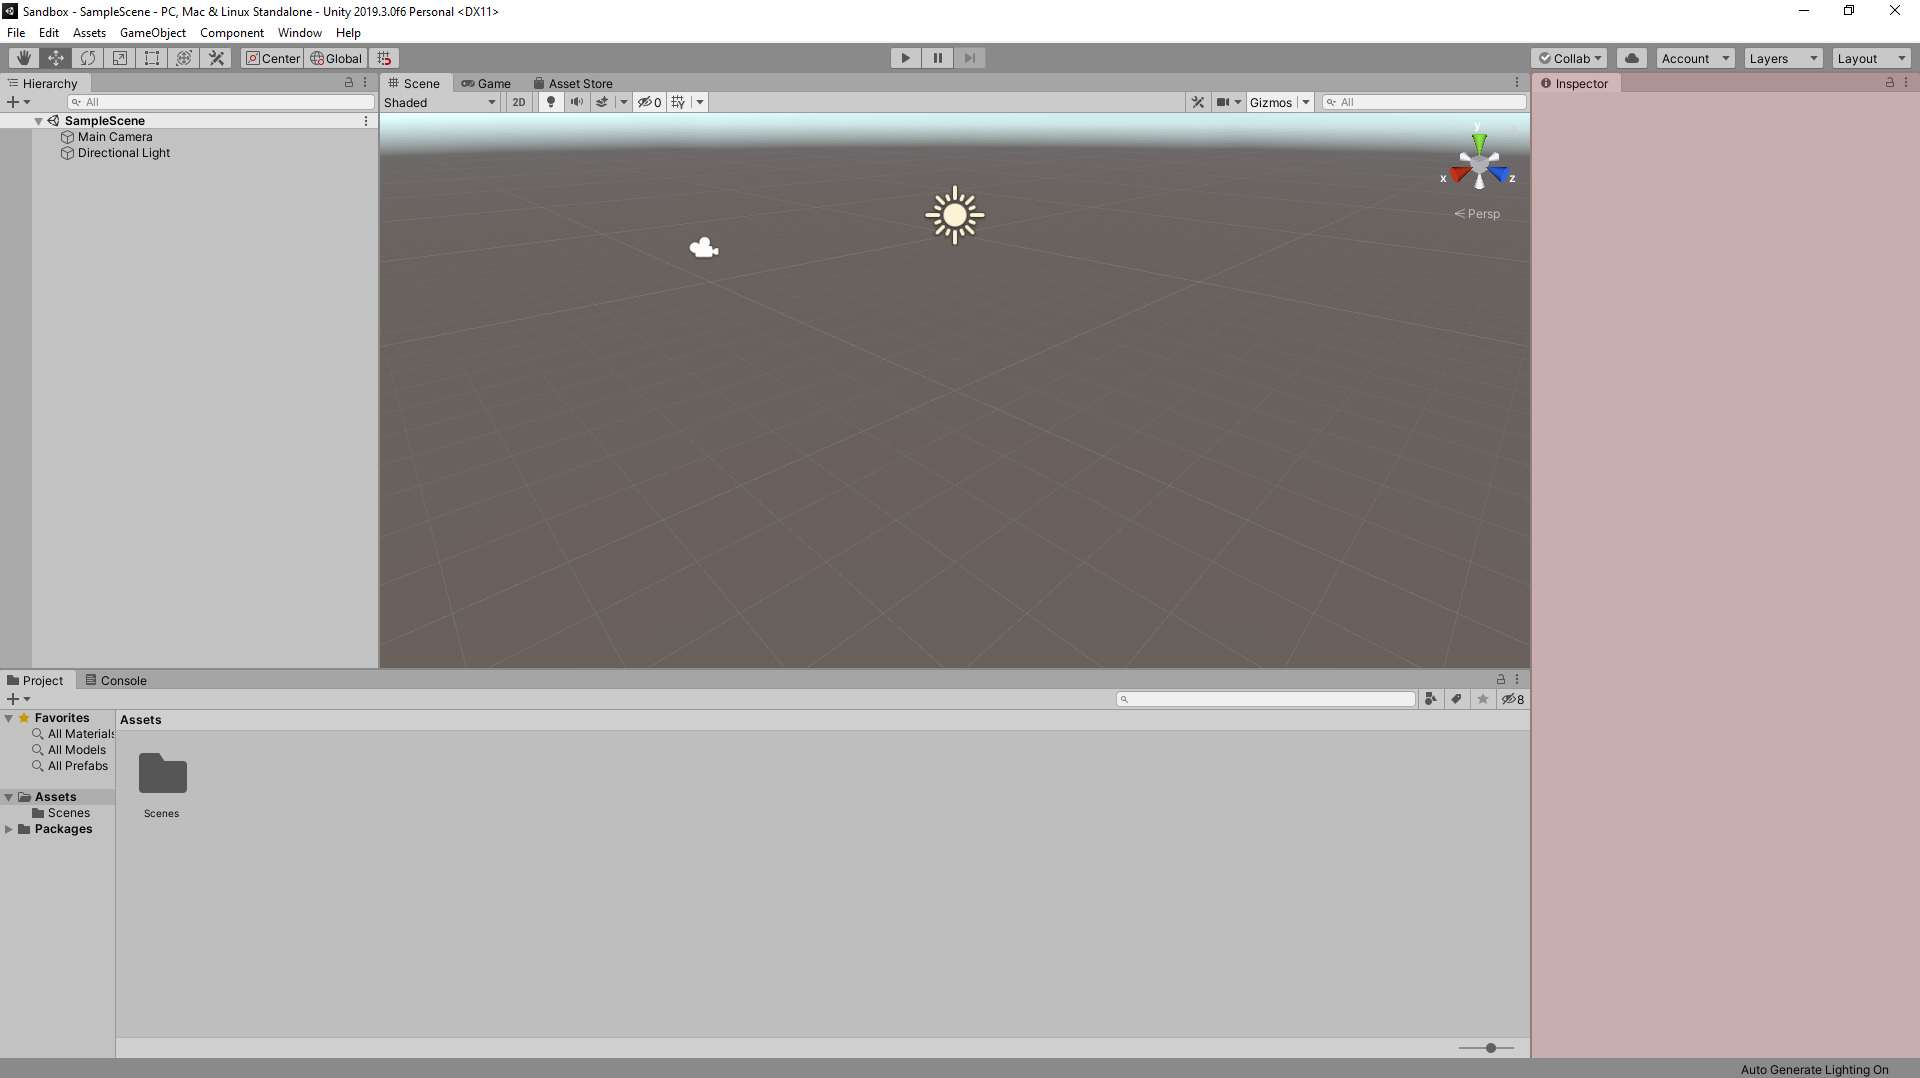 Sandbox - SampleScene - PC, Mac & Linux Standalone - Unity 2019.3.0f6 Personal <DX11>
File Edit Assets GameObject Component Window Help
Center Global Collab Account Layers Layout
Hierarchy Scene Game Asset Store Inspector
All Shaded 2D 0 Gizmos All
SampleScene
Main Camera
Directional Light
y
x z
Persp
Project Console
8
Favorites Assets
All Materials
All Models
All Prefabs
Assets
Scenes Scenes
Packages
Auto Generate Lighting On